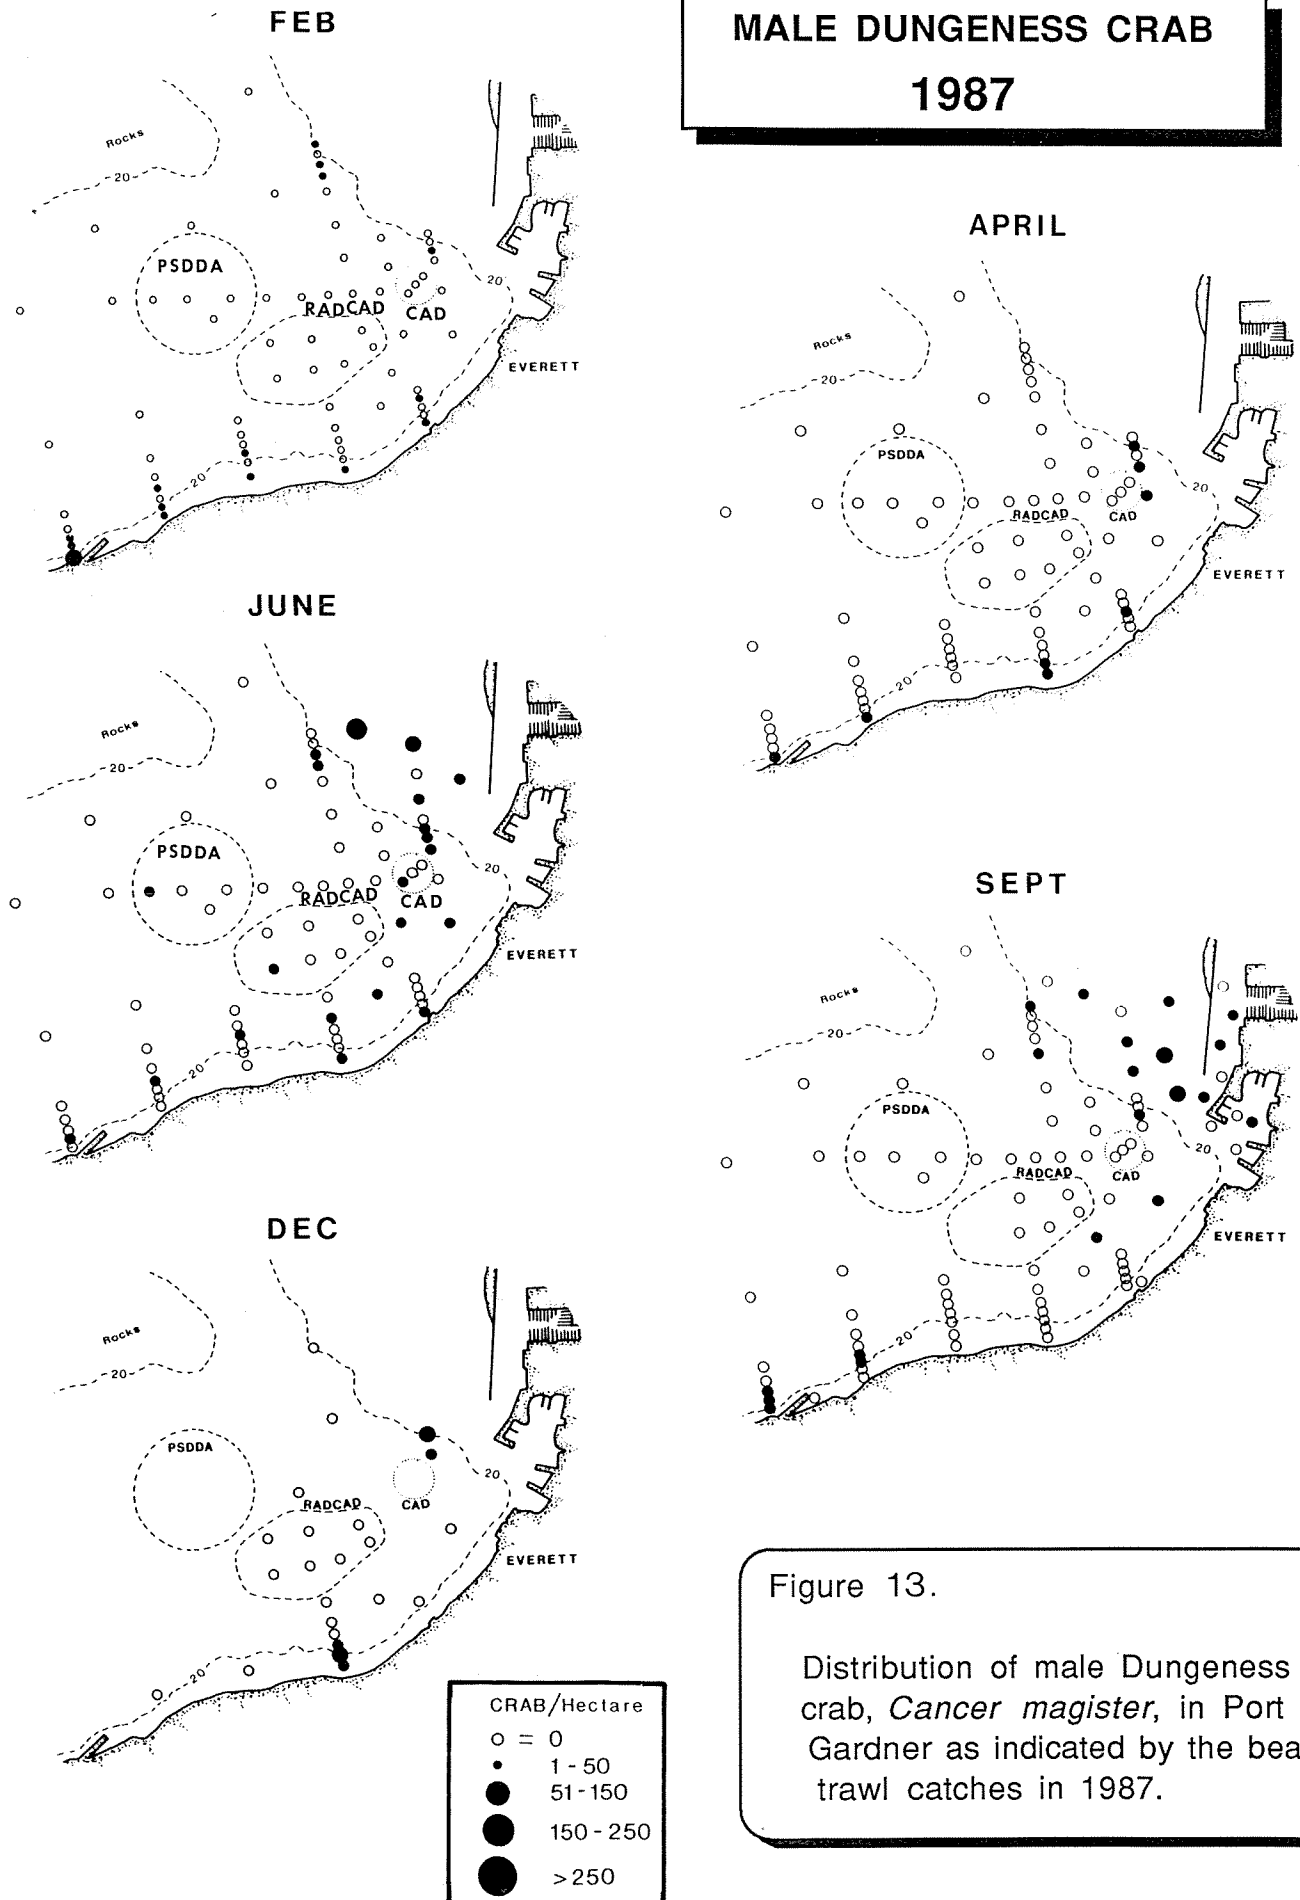 MALE DUNGENESS CRAB
1987
FEB
Rocks
20
PSDDA
RADCAD
CAD
20
EVERETT
20
APRIL
Rocks
20
PSDDA
RADCAD
CAD
20
EVERETT
20
JUNE
Rocks
20
PSDDA
RADCAD
CAD
20
EVERETT
20
SEPT
Rocks
20
PSDDA
RADCAD
CAD
20
EVERETT
20
DEC
Rocks
20
PSDDA
RADCAD
CAD
20
EVERETT
20
CRAB/Hectare
= 0
1-50
51-150
150-250
>250
Figure 13.
Distribution of male Dungeness
crab, Cancer magister, in Port
Gardner as indicated by the bea
trawl catches in 1987.